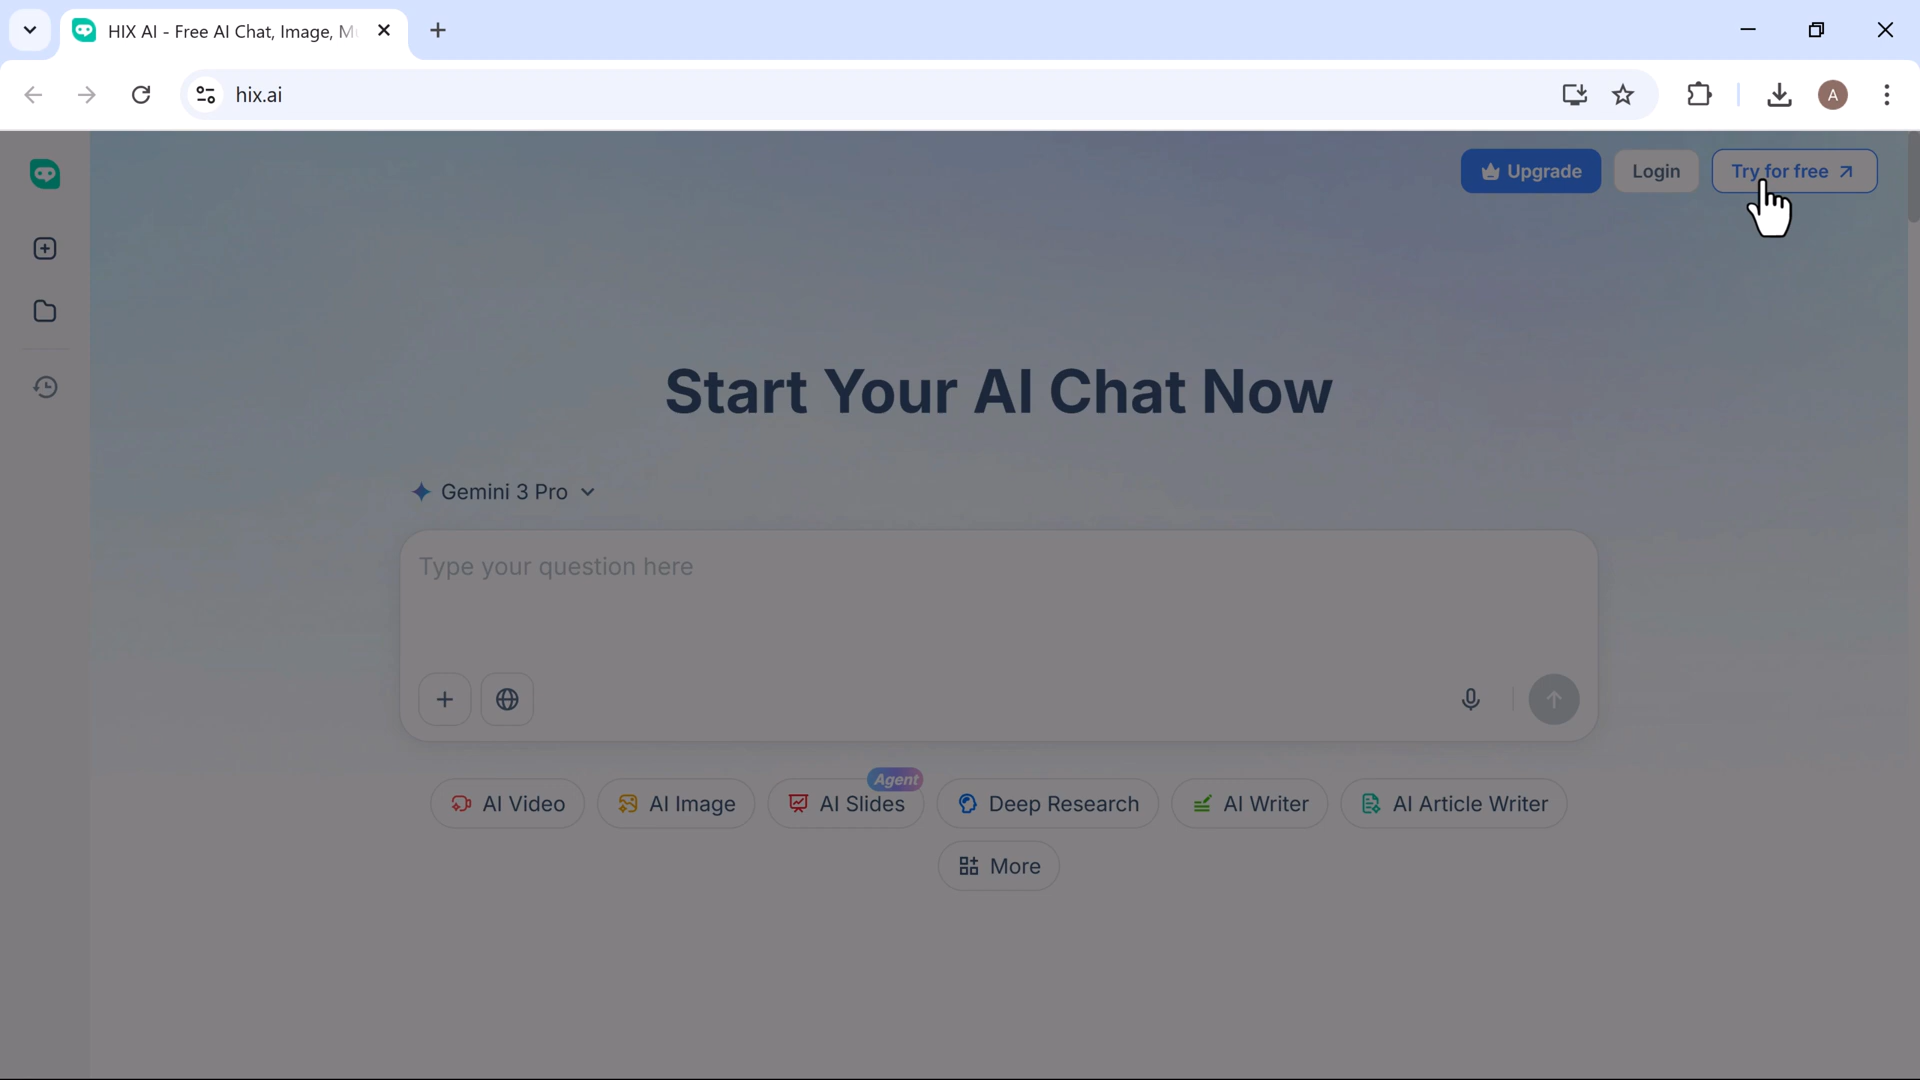 HIX AI - Free AI Chat, Image, Mu
hix.ai
A
Upgrade
Login
Try for free
Start Your AI Chat Now
Gemini 3 Pro
Type your question here
Agent
AI Video
AI Image
AI Slides
Deep Research
AI Writer
AI Article Writer
More